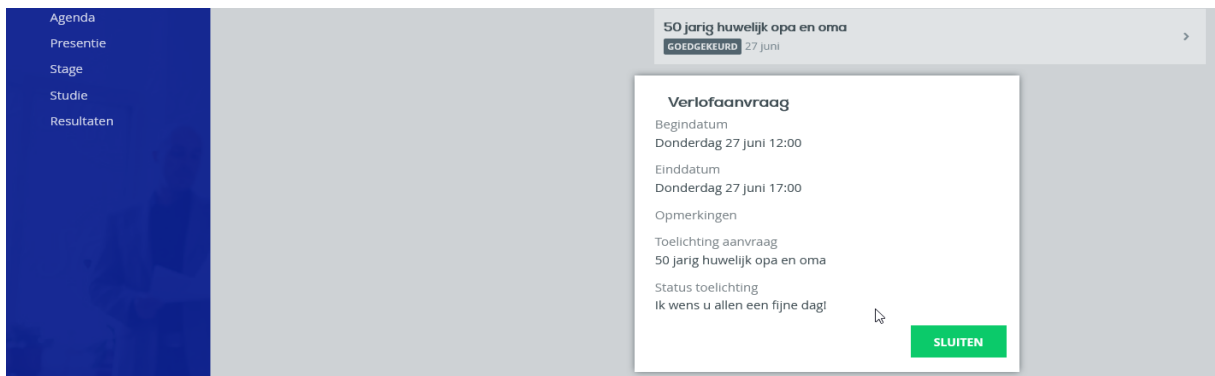 Agenda
Presentie
Stage
Studie
Resultaten
50 jarig huwelijk opa en oma
GOEDGEKEURD 27 juni
Verlofaanvraag
Begindatum
Donderdag 27 juni 12:00
Einddatum
Donderdag 27 juni 17:00
Opmerkingen
Toelichting aanvraag
50 jarig huwelijk opa en oma
Status toelichting
Ik wens u allen een fijne dag!
SLUITEN